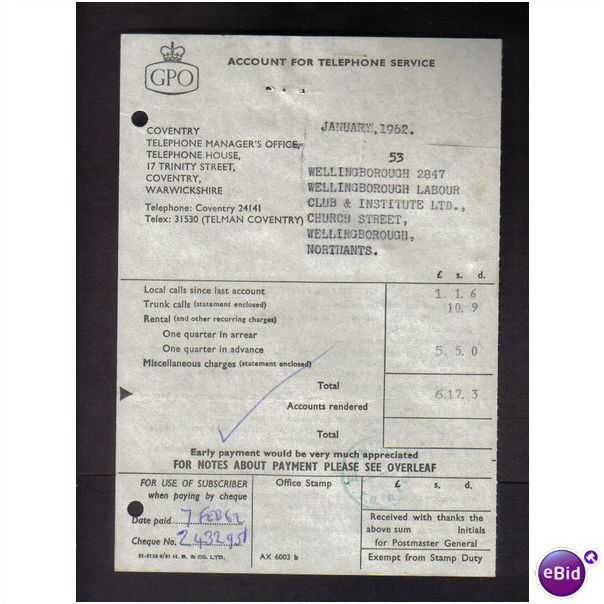 GPO
ACCOUNT FOR TELEPHONE SERVICE
COVENTRY
TELEPHONE MANAGER'S OFFICE,
TELEPHONE HOUSE,
17 TRINITY STREET,
COVENTRY,
WARWICKSHIRE
Telephone: Coventry 24141
Telex: 31530 (TELMAN COVENTRY)
JANUARY, 1962.
53
WELLINGBOROUGH 2847
WELLINGBOROUGH LABOUR
CLUB & INSTITUTE LTD.,
CHURCH STREET,
WELLINGBOROUGH,
NORTHANTS.
£ s. d.
Local calls since last account 1. 1. 6
Trunk calls (statement enclosed) 10. 9
Rental (and other recurring charges)
One quarter in arrear
One quarter in advance 5. 5. 0
Miscellaneous charges (statement enclosed)
Total 6.17. 3
Accounts rendered
Total
Early payment would be very much appreciated
FOR NOTES ABOUT PAYMENT PLEASE SEE OVERLEAF
FOR USE OF SUBSCRIBER
when paying by cheque
Date paid 7 FEB 62
Cheque No.
51-5138 8/61 H. B. & CO. LTD.
Office Stamp
AX 6003 b
£ s. d.
Received with thanks the
above sum Initials
for Postmaster General
Exempt from Stamp Duty
eBid